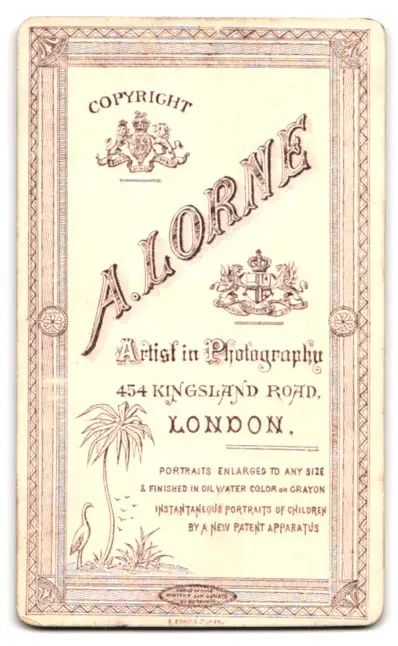 COPYRIGHT
A. LORNE
Artist in Photography
454 KINGSLAND ROAD,
LONDON.
PORTRAITS ENLARGED TO ANY SIZE
& FINISHED IN OIL WATER COLOR OR CRAYON
INSTANTANEOUS PORTRAITS OF CHILDREN
BY A NEW PATENT APPARATUS